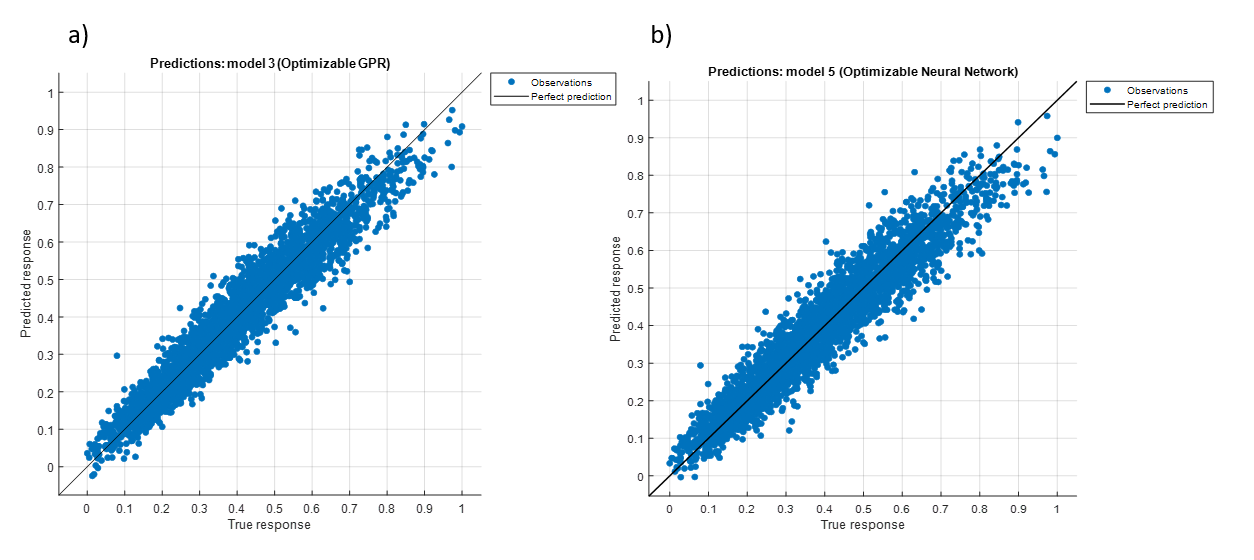 a)
Predictions: model 3 (Optimizable GPR)
Observations
Perfect prediction
1
0.9
0.8
0.7
0.6
0.5
0.4
0.3
0.2
0.1
0
Predicted response
0 0.1 0.2 0.3 0.4 0.5 0.6 0.7 0.8 0.9 1
True response
b)
Predictions: model 5 (Optimizable Neural Network)
Observations
Perfect prediction
1
0.9
0.8
0.7
0.6
0.5
0.4
0.3
0.2
0.1
0
Predicted response
0 0.1 0.2 0.3 0.4 0.5 0.6 0.7 0.8 0.9 1
True response